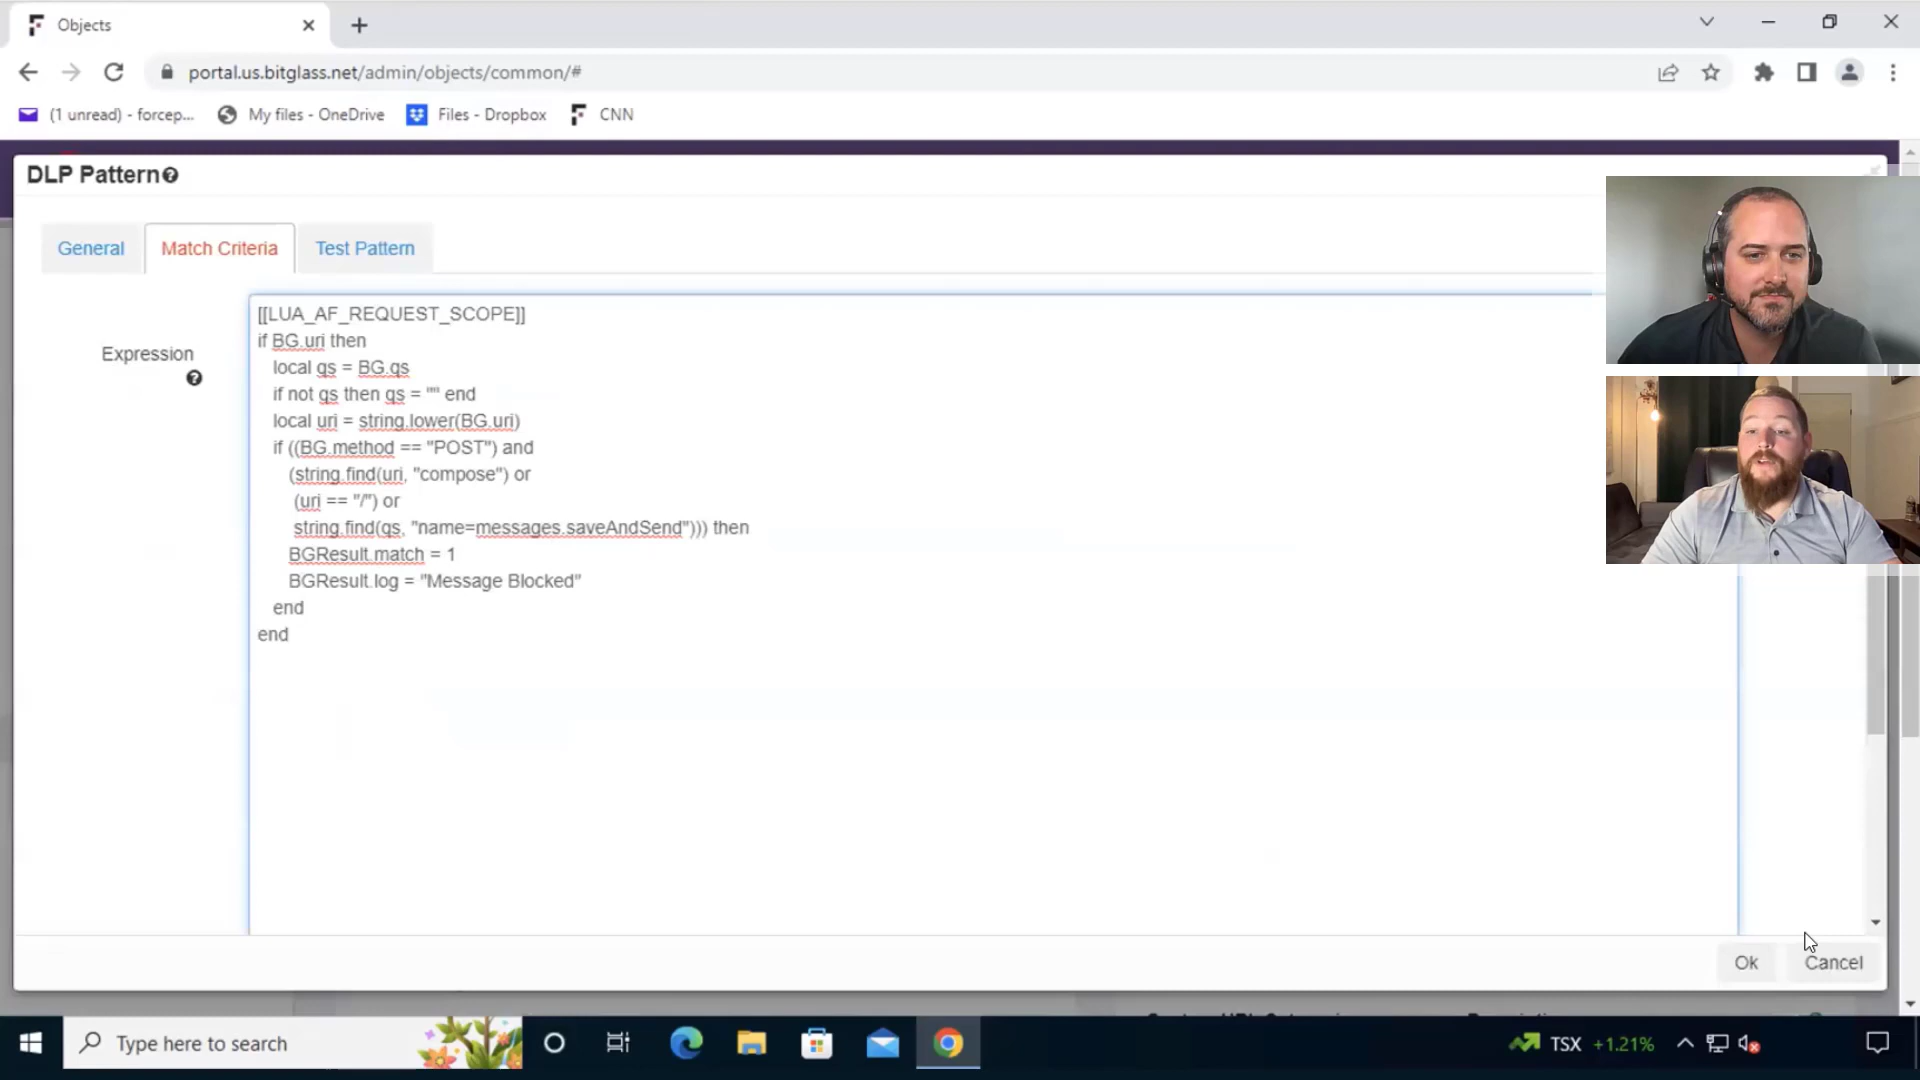 Objects
portal.us.bitglass.net/admin/objects/common/#
(1 unread) - forcep...
My files - OneDrive
Files - Dropbox
CNN
DLP Pattern
General
Match Criteria
Test Pattern
Expression
[[LUA_AF_REQUEST_SCOPE]]
if BG.uri then
local qs = BG.qs
if not qs then qs = "" end
local uri = string.lower(BG.uri)
if ((BG.method == "POST") and
(string.find(uri, "compose") or
(uri == "/") or
string.find(qs, "name=messages.saveAndSend"))) then
BGResult.match = 1
BGResult.log = "Message Blocked"
end
end
Ok
Cancel
Type here to search
TSX +1.21%